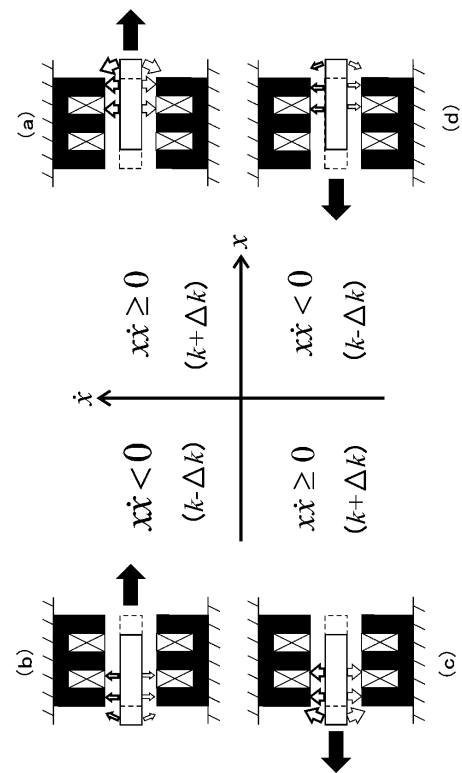 (b)
(a)
ẋ
xẋ < 0
(k-Δk)
xẋ ≥ 0
(k+Δk)
x
xẋ ≥ 0
(k+Δk)
xẋ < 0
(k-Δk)
(c)
(d)